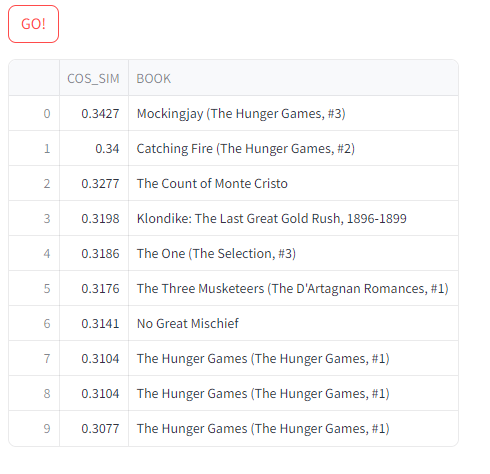 GO!
COS_SIM BOOK
0 0.3427 Mockingjay (The Hunger Games, #3)
1 0.34 Catching Fire (The Hunger Games, #2)
2 0.3277 The Count of Monte Cristo
3 0.3198 Klondike: The Last Great Gold Rush, 1896-1899
4 0.3186 The One (The Selection, #3)
5 0.3176 The Three Musketeers (The D'Artagnan Romances, #1)
6 0.3141 No Great Mischief
7 0.3104 The Hunger Games (The Hunger Games, #1)
8 0.3104 The Hunger Games (The Hunger Games, #1)
9 0.3077 The Hunger Games (The Hunger Games, #1)